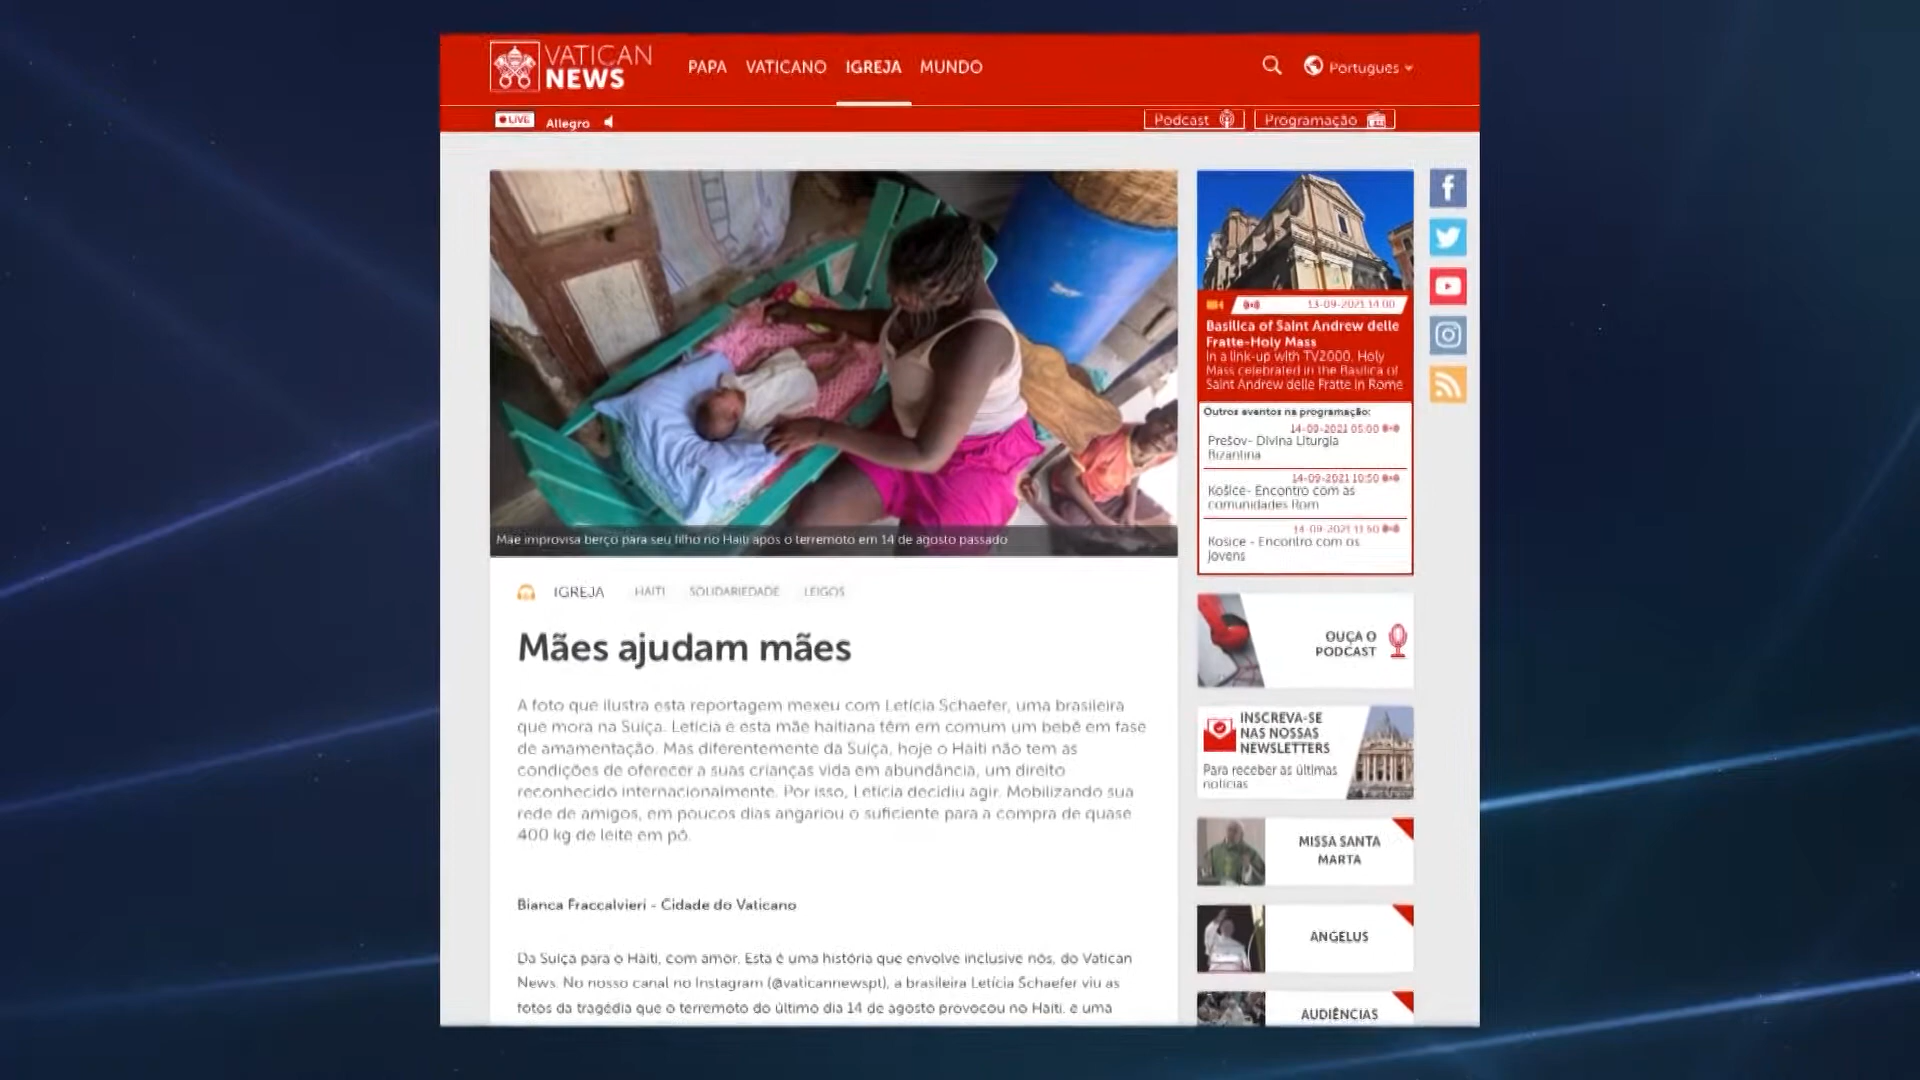 VATICAN
NEWS
PAPA VATICANO IGREJA MUNDO
Português
LIVE Allegro
Podcast Programação
Mãe improvisa berço para seu filho no Haiti após o terremoto em 14 de agosto passado
IGREJA HAITI SOLIDARIEDADE LEIGOS
Mães ajudam mães
A foto que ilustra esta reportagem mexeu com Letícia Schaefer, uma brasileira
que mora na Suíça. Letícia e esta mãe haitiana têm em comum um bebê em fase
de amamentação. Mas diferentemente da Suíça, hoje o Haiti não tem as
condições de oferecer a suas crianças vida em abundância, um direito
reconhecido internacionalmente. Por isso, Letícia decidiu agir. Mobilizando sua
rede de amigos, em poucos dias angariou o suficiente para a compra de quase
400 kg de leite em pó.
Bianca Fraccalvieri - Cidade do Vaticano
Da Suíça para o Haiti, com amor. Esta é uma história que envolve inclusive nós, do Vatican
News. No nosso canal no Instagram (@vaticannewspt), a brasileira Letícia Schaefer viu as
fotos da tragédia que o terremoto do último dia 14 de agosto provocou no Haiti. e uma
13-09-2021 14:00
Basilica of Saint Andrew delle
Fratte-Holy Mass
In a link-up with TV2000, Holy
Mass celebrated in the Basilica of
Saint Andrew delle Fratte in Rome
Outros eventos na programação:
14-09-2021 05:00
Prešov- Divina Liturgia
Bizantina
14-09-2021 10:50
Košice- Encontro com as
comunidades Rom
14-09-2021
Košice - Encontro com os
Jovens
OUÇA O
PODCAST
INSCREVA-SE
NAS NOSSAS
NEWSLETTERS
Para receber as últimas
notícias
MISSA SANTA
MARTA
ANGELUS
AUDIÊNCIAS